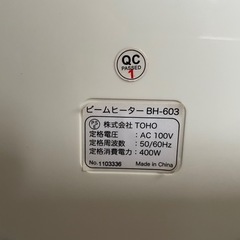 QC
PASSED
1
ビームヒーター BH-603
株式会社 TOHO
定格電圧：AC 100V
定格周波数：50/60Hz
定格消費電力：400W
No.1103336 Made in China